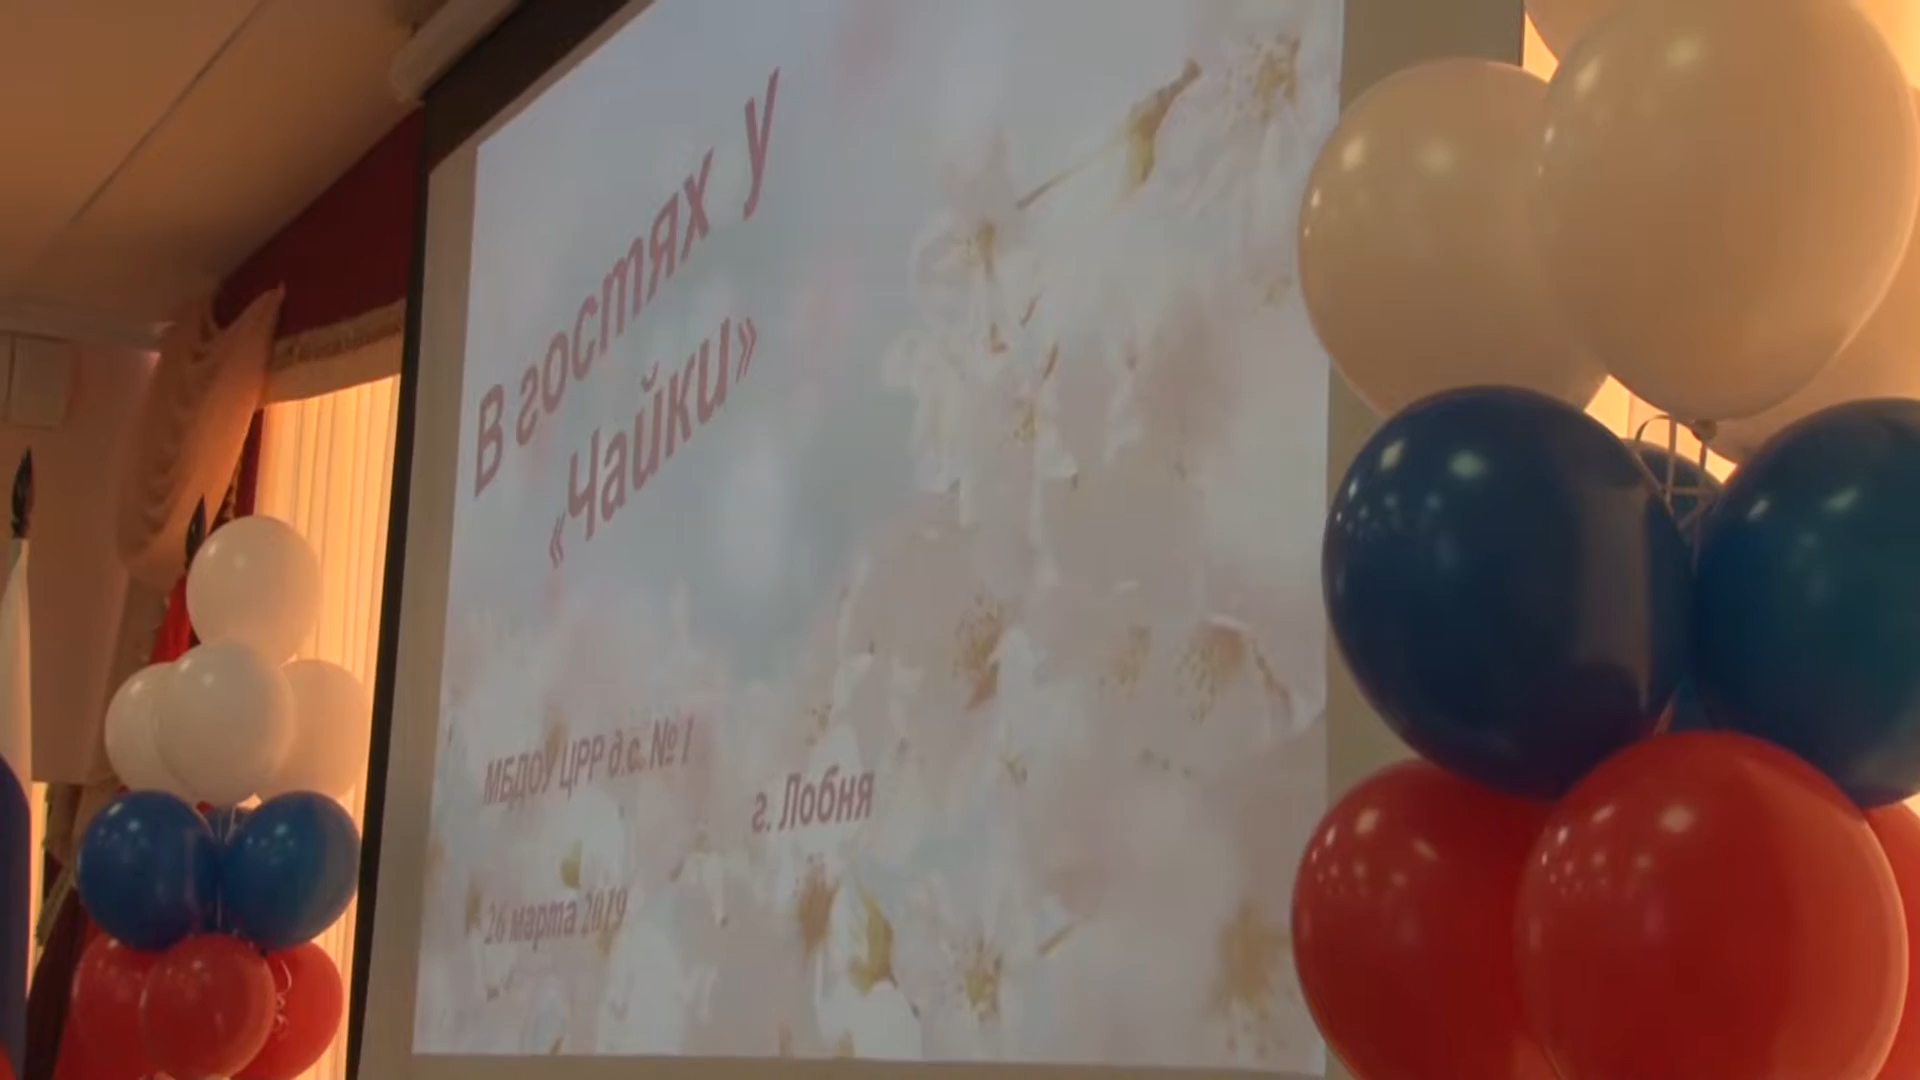 В гостях у
«Чайки»
МБДОУ ЦРР д.с. № 1
г. Лобня
26 марта 2019